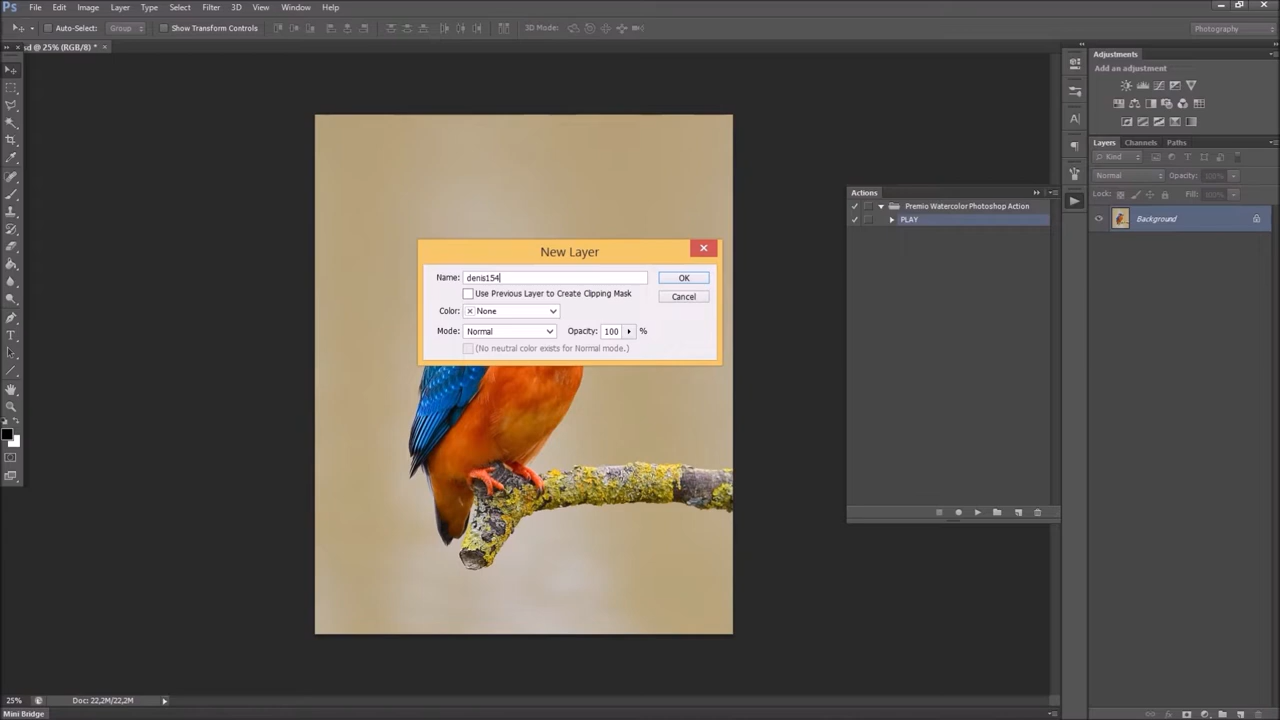 Ps File Edit Image Layer Type Select Filter 3D View Window Help
Auto-Select: Group Show Transform Controls 3D Mode: Photography
sd @ 25% (RGB/8) *
Adjustments
Add an adjustment
Layers Channels Paths
Kind
Normal Opacity: 100%
Lock: Fill: 100%
Background
Actions
Premio Watercolor Photoshop Action
PLAY
New Layer
Name: denis154 OK
Use Previous Layer to Create Clipping Mask
Cancel
Color: None
Mode: Normal Opacity: 100 %
(No neutral color exists for Normal mode.)
25% Doc: 22,2M/22,2M
Mini Bridge